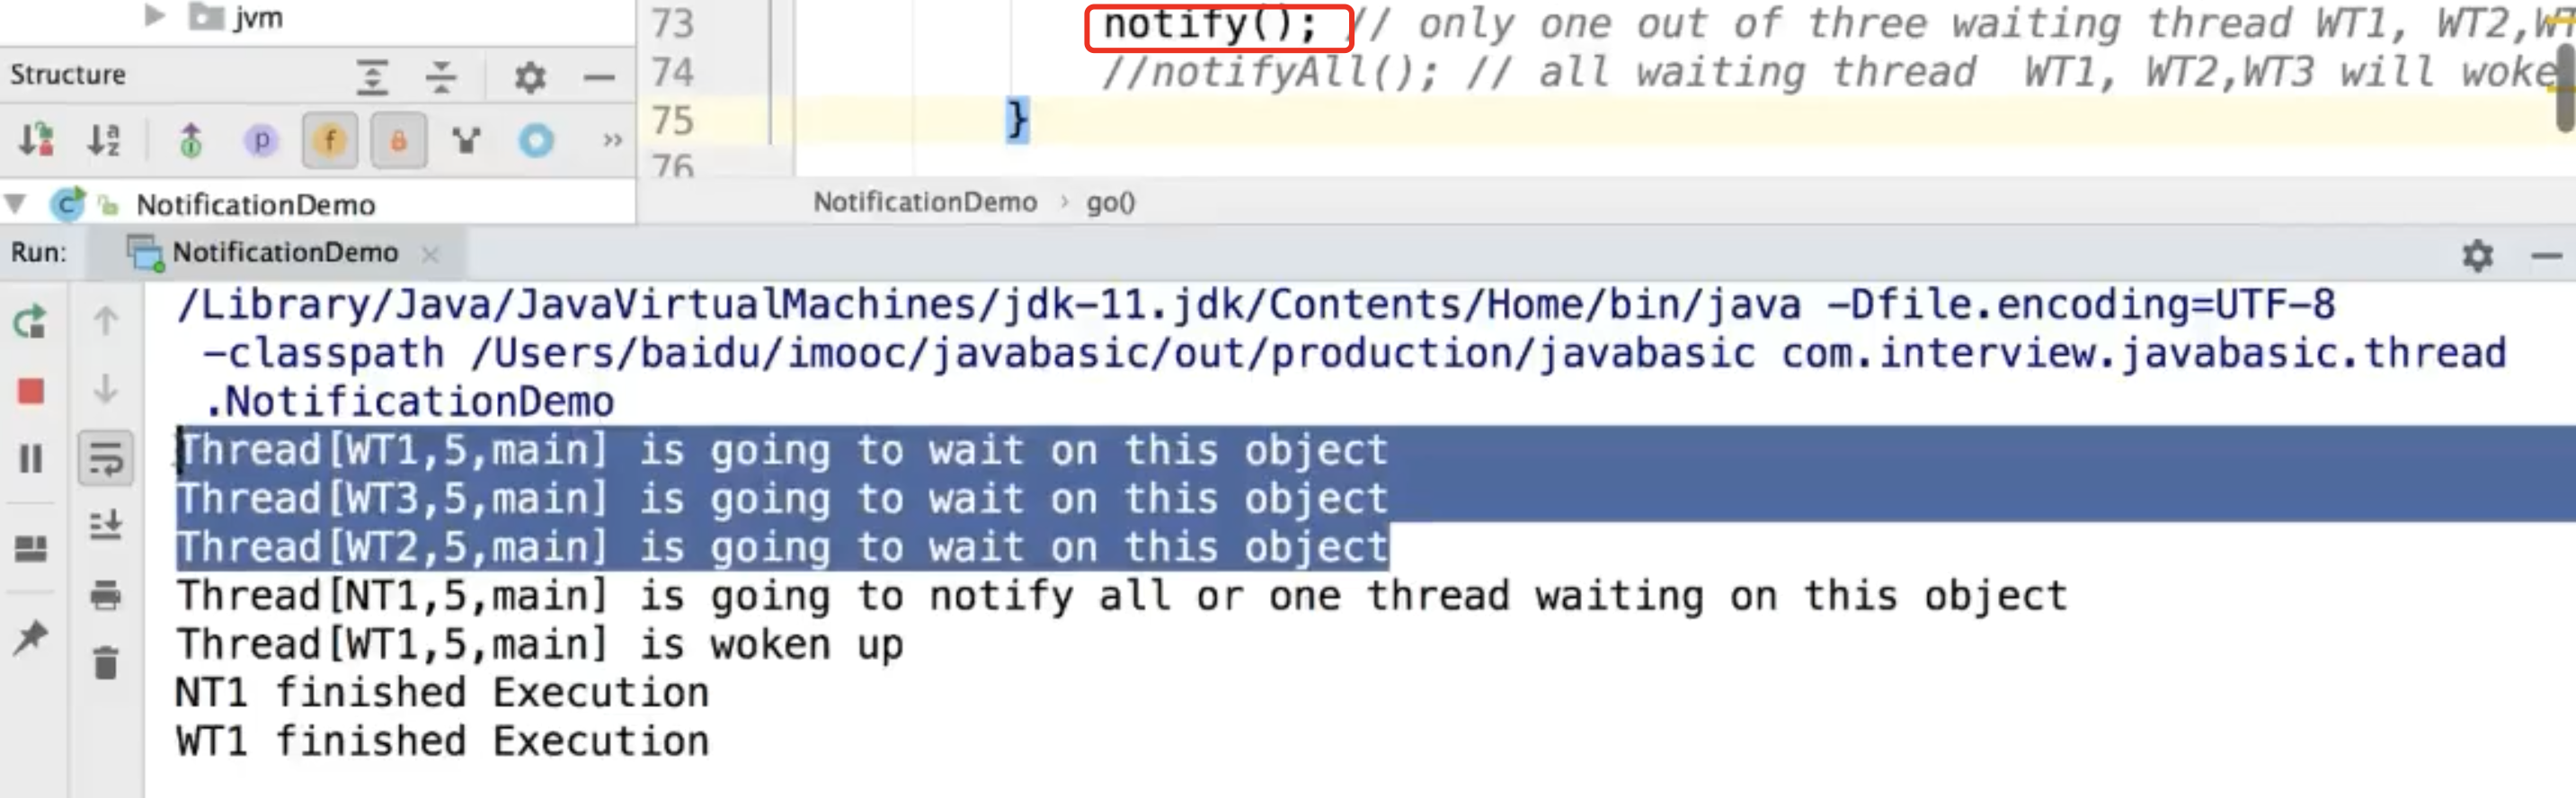 jvm
73 notify(); // only one out of three waiting thread WT1, WT2,WT
74 //notifyAll(); // all waiting thread  WT1, WT2,WT3 will woke
Structure
75 }
76
NotificationDemo
NotificationDemo › go()
Run: NotificationDemo
/Library/Java/JavaVirtualMachines/jdk-11.jdk/Contents/Home/bin/java -Dfile.encoding=UTF-8
-classpath /Users/baidu/imooc/javabasic/out/production/javabasic com.interview.javabasic.thread
.NotificationDemo
Thread[WT1,5,main] is going to wait on this object
Thread[WT3,5,main] is going to wait on this object
Thread[WT2,5,main] is going to wait on this object
Thread[NT1,5,main] is going to notify all or one thread waiting on this object
Thread[WT1,5,main] is woken up
NT1 finished Execution
WT1 finished Execution